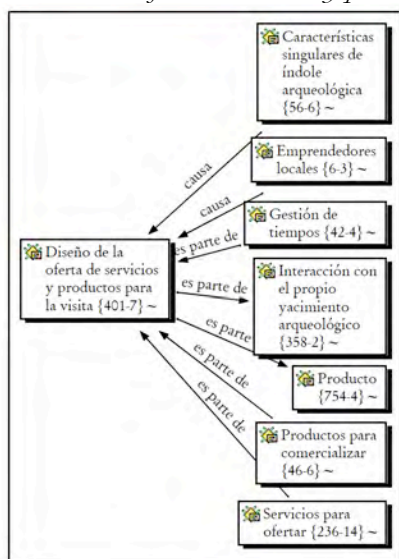 Características
singulares de
índole
arqueológica
{56-6} ~
causa
Emprendedores
locales {6-3} ~
causa
Gestión de
tiempos {42-4} ~
es parte de
Diseño de la
oferta de servicios
y productos para
la visita {401-7} ~
es parte de
Interacción con
el propio
yacimiento
arqueológico
{358-2} ~
es parte
Producto
{754-4} ~
es parte de
Productos para
comercializar
{46-6} ~
es parte de
Servicios para
ofertar {236-14} ~